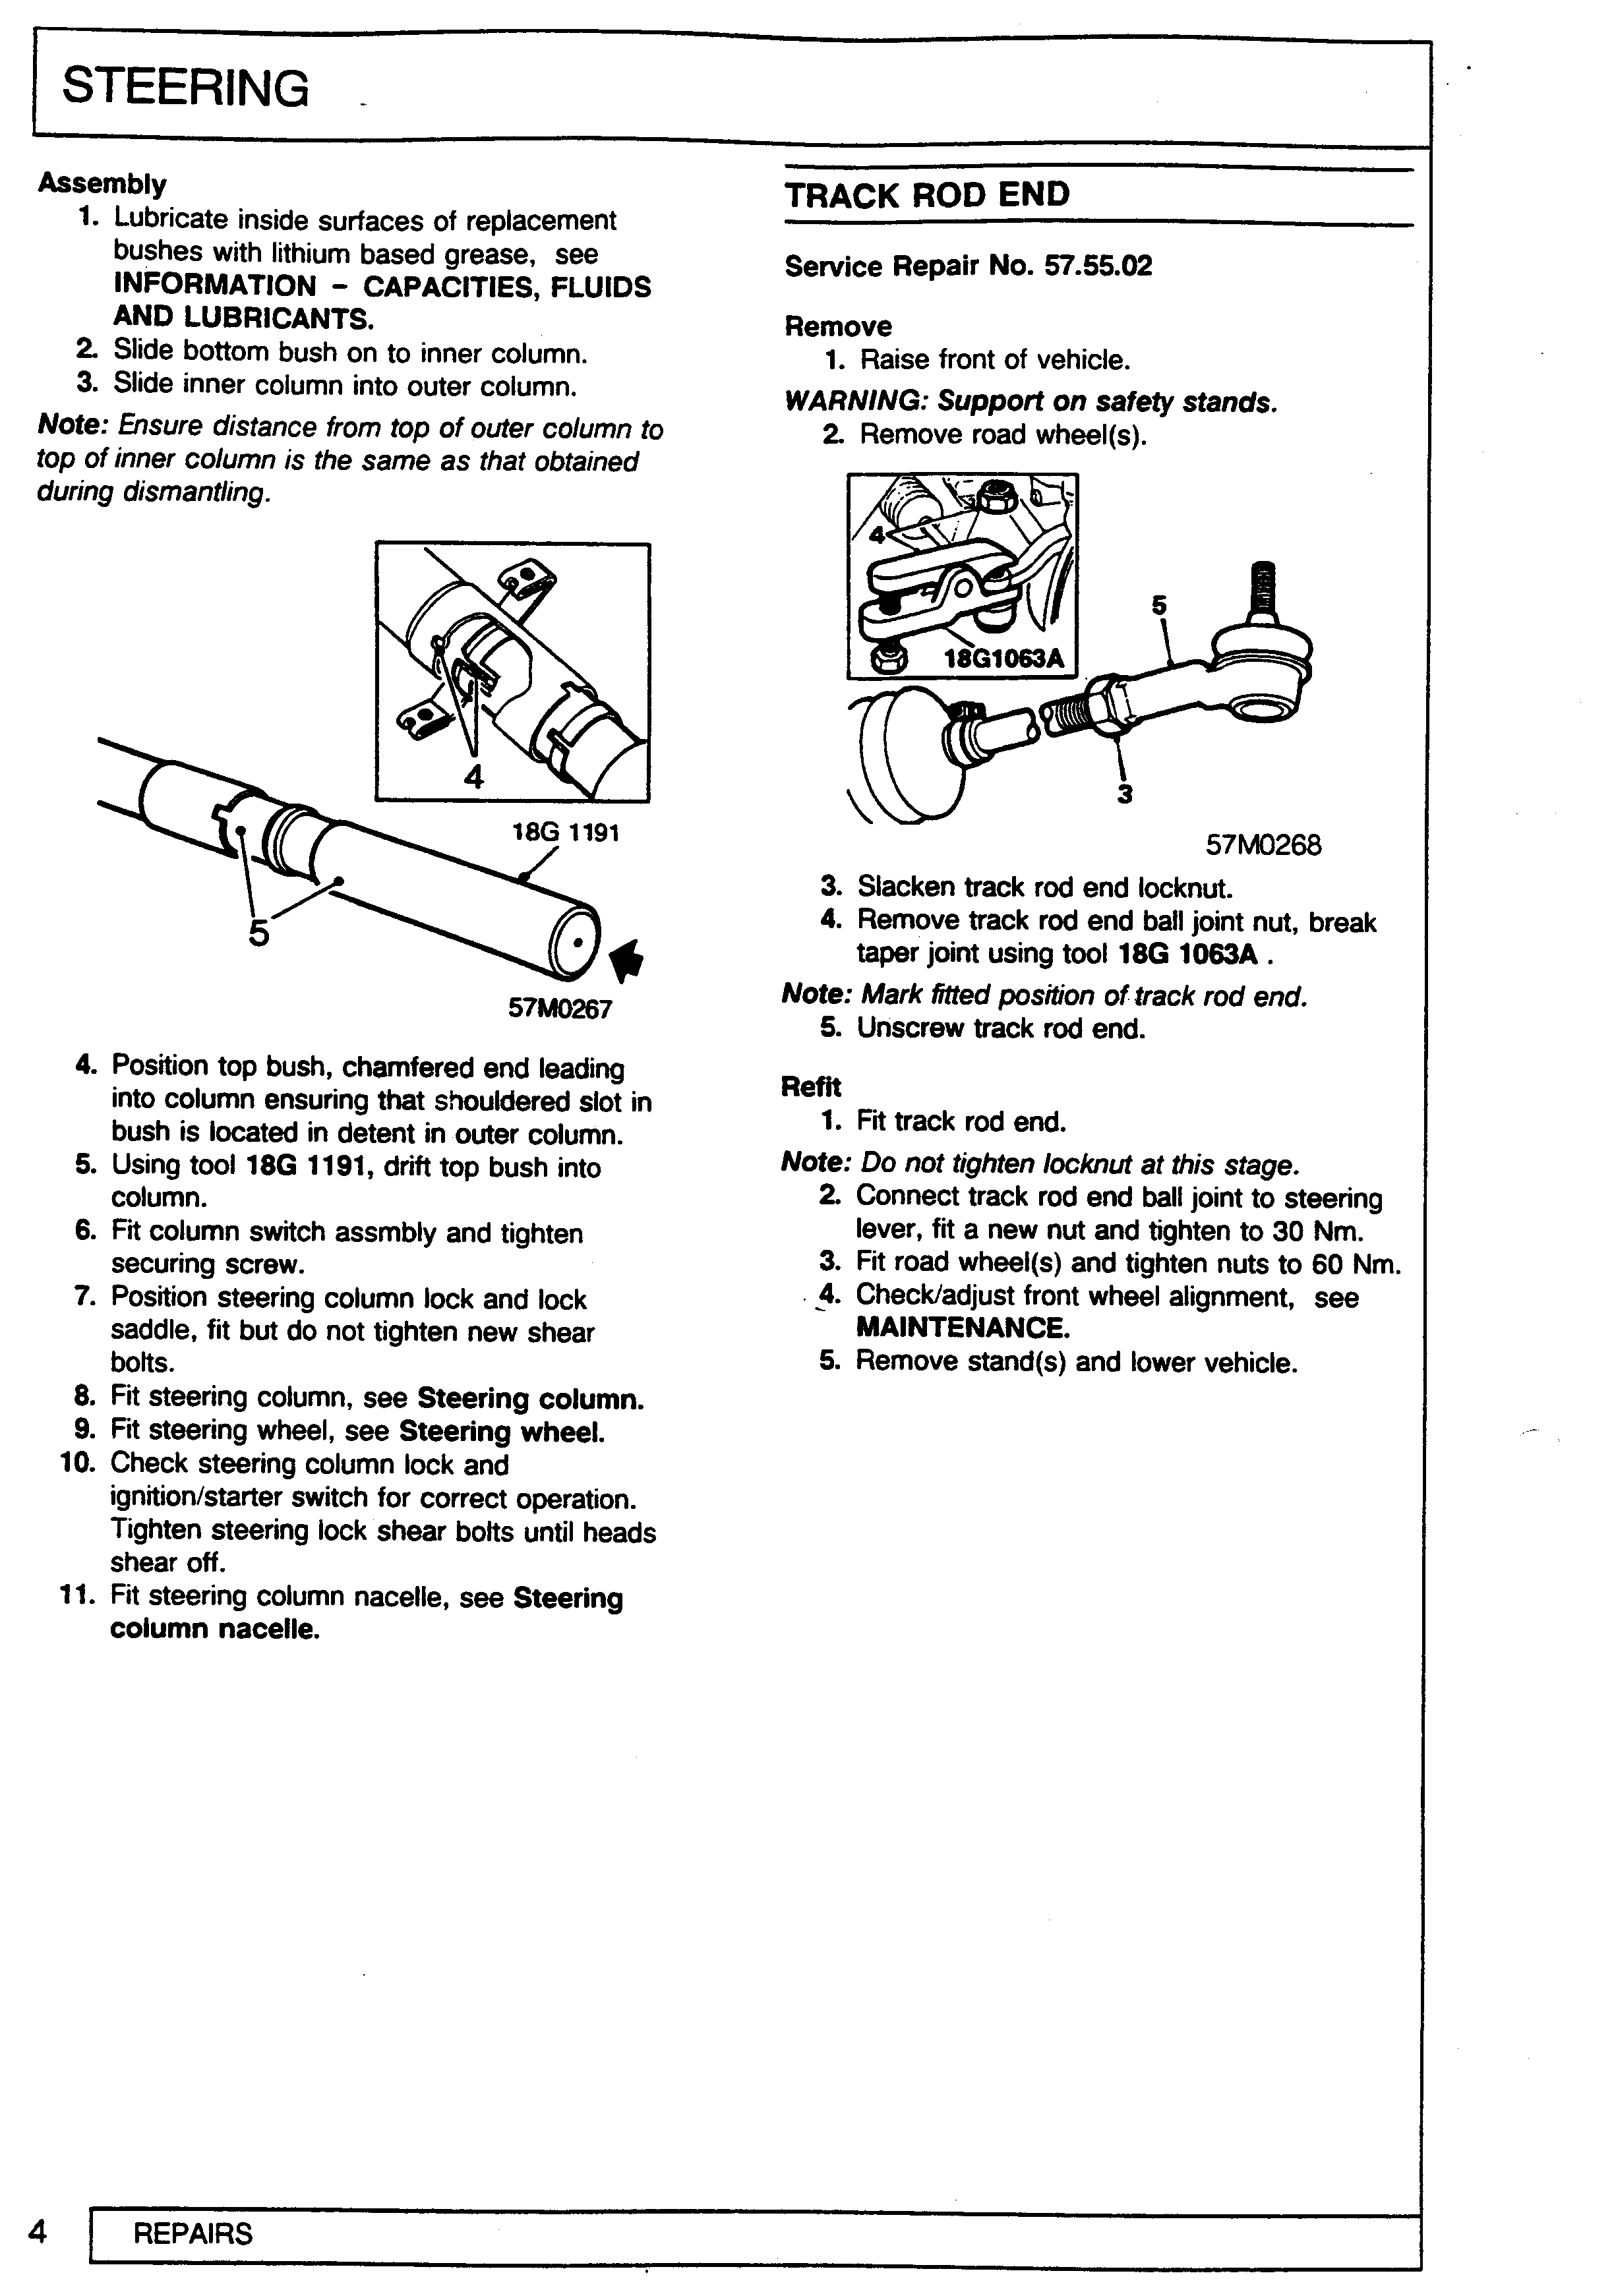 STEERING
Assembly
1. Lubricate inside surfaces of replacement
bushes with lithium based grease, see
INFORMATION - CAPACITIES, FLUIDS
AND LUBRICANTS.
2. Slide bottom bush on to inner column.
3. Slide inner column into outer column.
Note: Ensure distance from top of outer column to
top of inner column is the same as that obtained
during dismantling.
4
18G 1191
5
57M0267
4. Position top bush, chamfered end leading
into column ensuring that shouldered slot in
bush is located in detent in outer column.
5. Using tool 18G 1191, drift top bush into
column.
6. Fit column switch assmbly and tighten
securing screw.
7. Position steering column lock and lock
saddle, fit but do not tighten new shear
bolts.
8. Fit steering column, see Steering column.
9. Fit steering wheel, see Steering wheel.
10. Check steering column lock and
ignition/starter switch for correct operation.
Tighten steering lock shear bolts until heads
shear off.
11. Fit steering column nacelle, see Steering
column nacelle.
TRACK ROD END
Service Repair No. 57.55.02
Remove
1. Raise front of vehicle.
WARNING: Support on safety stands.
2. Remove road wheel(s).
4
18G1063A
5
3
57M0268
3. Slacken track rod end locknut.
4. Remove track rod end ball joint nut, break
taper joint using tool 18G 1063A .
Note: Mark fitted position of track rod end.
5. Unscrew track rod end.
Refit
1. Fit track rod end.
Note: Do not tighten locknut at this stage.
2. Connect track rod end ball joint to steering
lever, fit a new nut and tighten to 30 Nm.
3. Fit road wheel(s) and tighten nuts to 60 Nm.
4. Check/adjust front wheel alignment, see
MAINTENANCE.
5. Remove stand(s) and lower vehicle.
4
REPAIRS